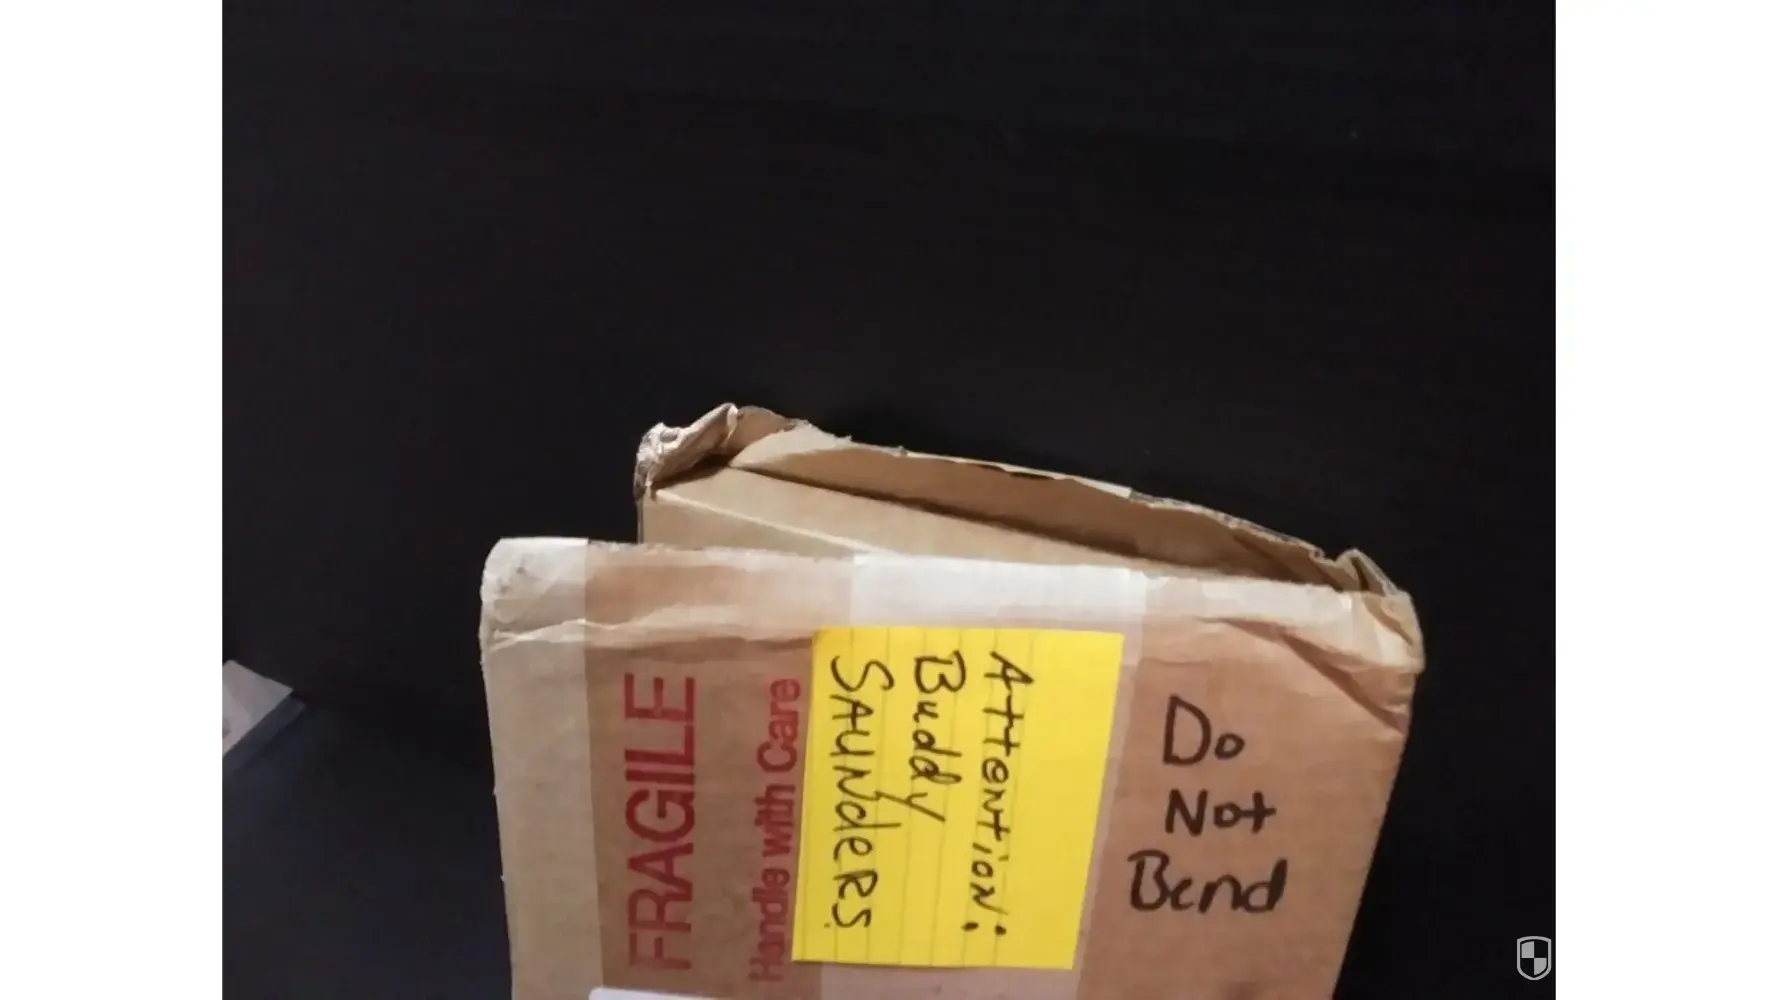 FRAGILE
Handle with Care
Attention:
Buddy
SAUNdeRS
Do
Not
Bend